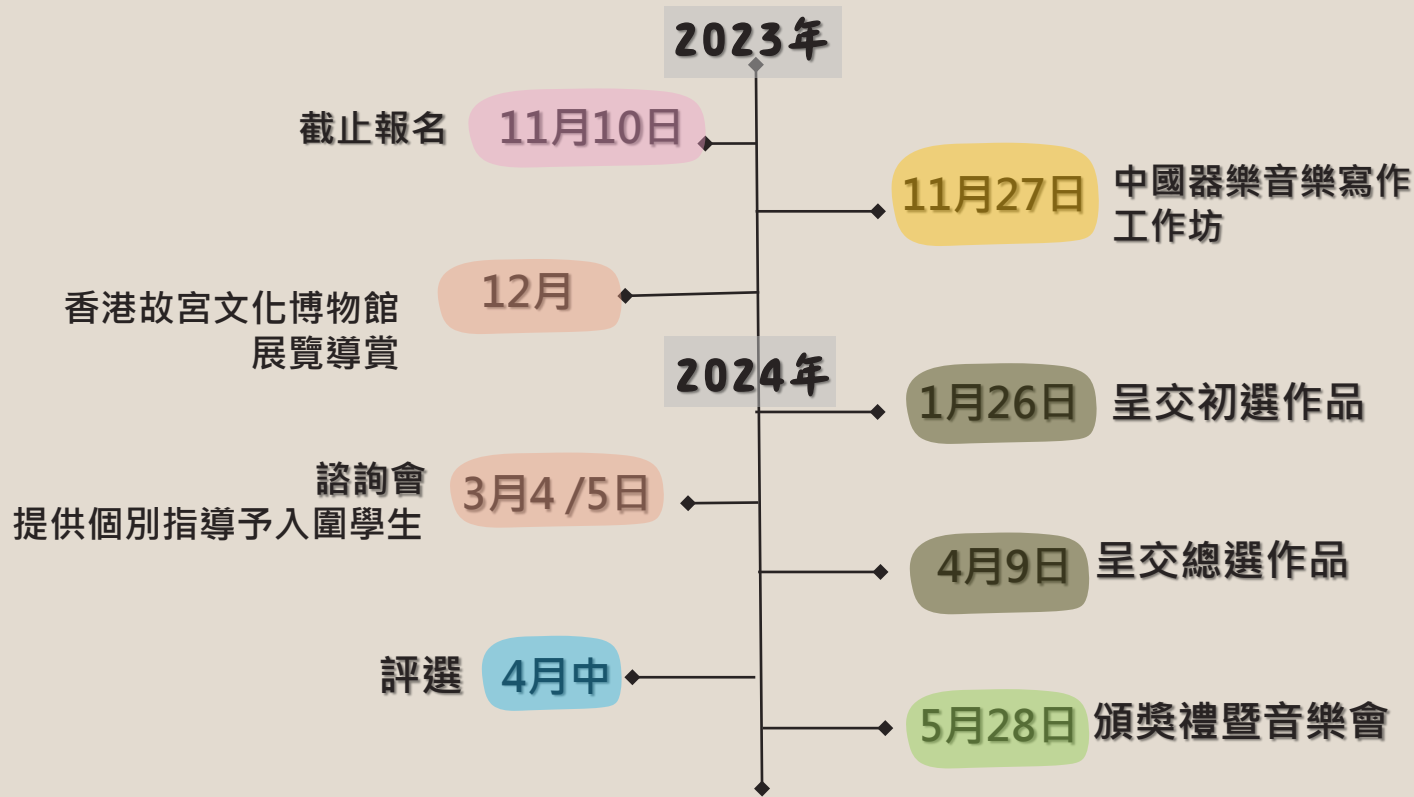 2023年
截止報名
11月10日
11月27日
中國器樂音樂寫作
工作坊
12月
香港故宮文化博物館
展覽導賞
2024年
1月26日
呈交初選作品
諮詢會
提供個別指導予入圍學生
3月4 /5日
4月9日
呈交總選作品
評選
4月中
5月28日
頒獎禮暨音樂會